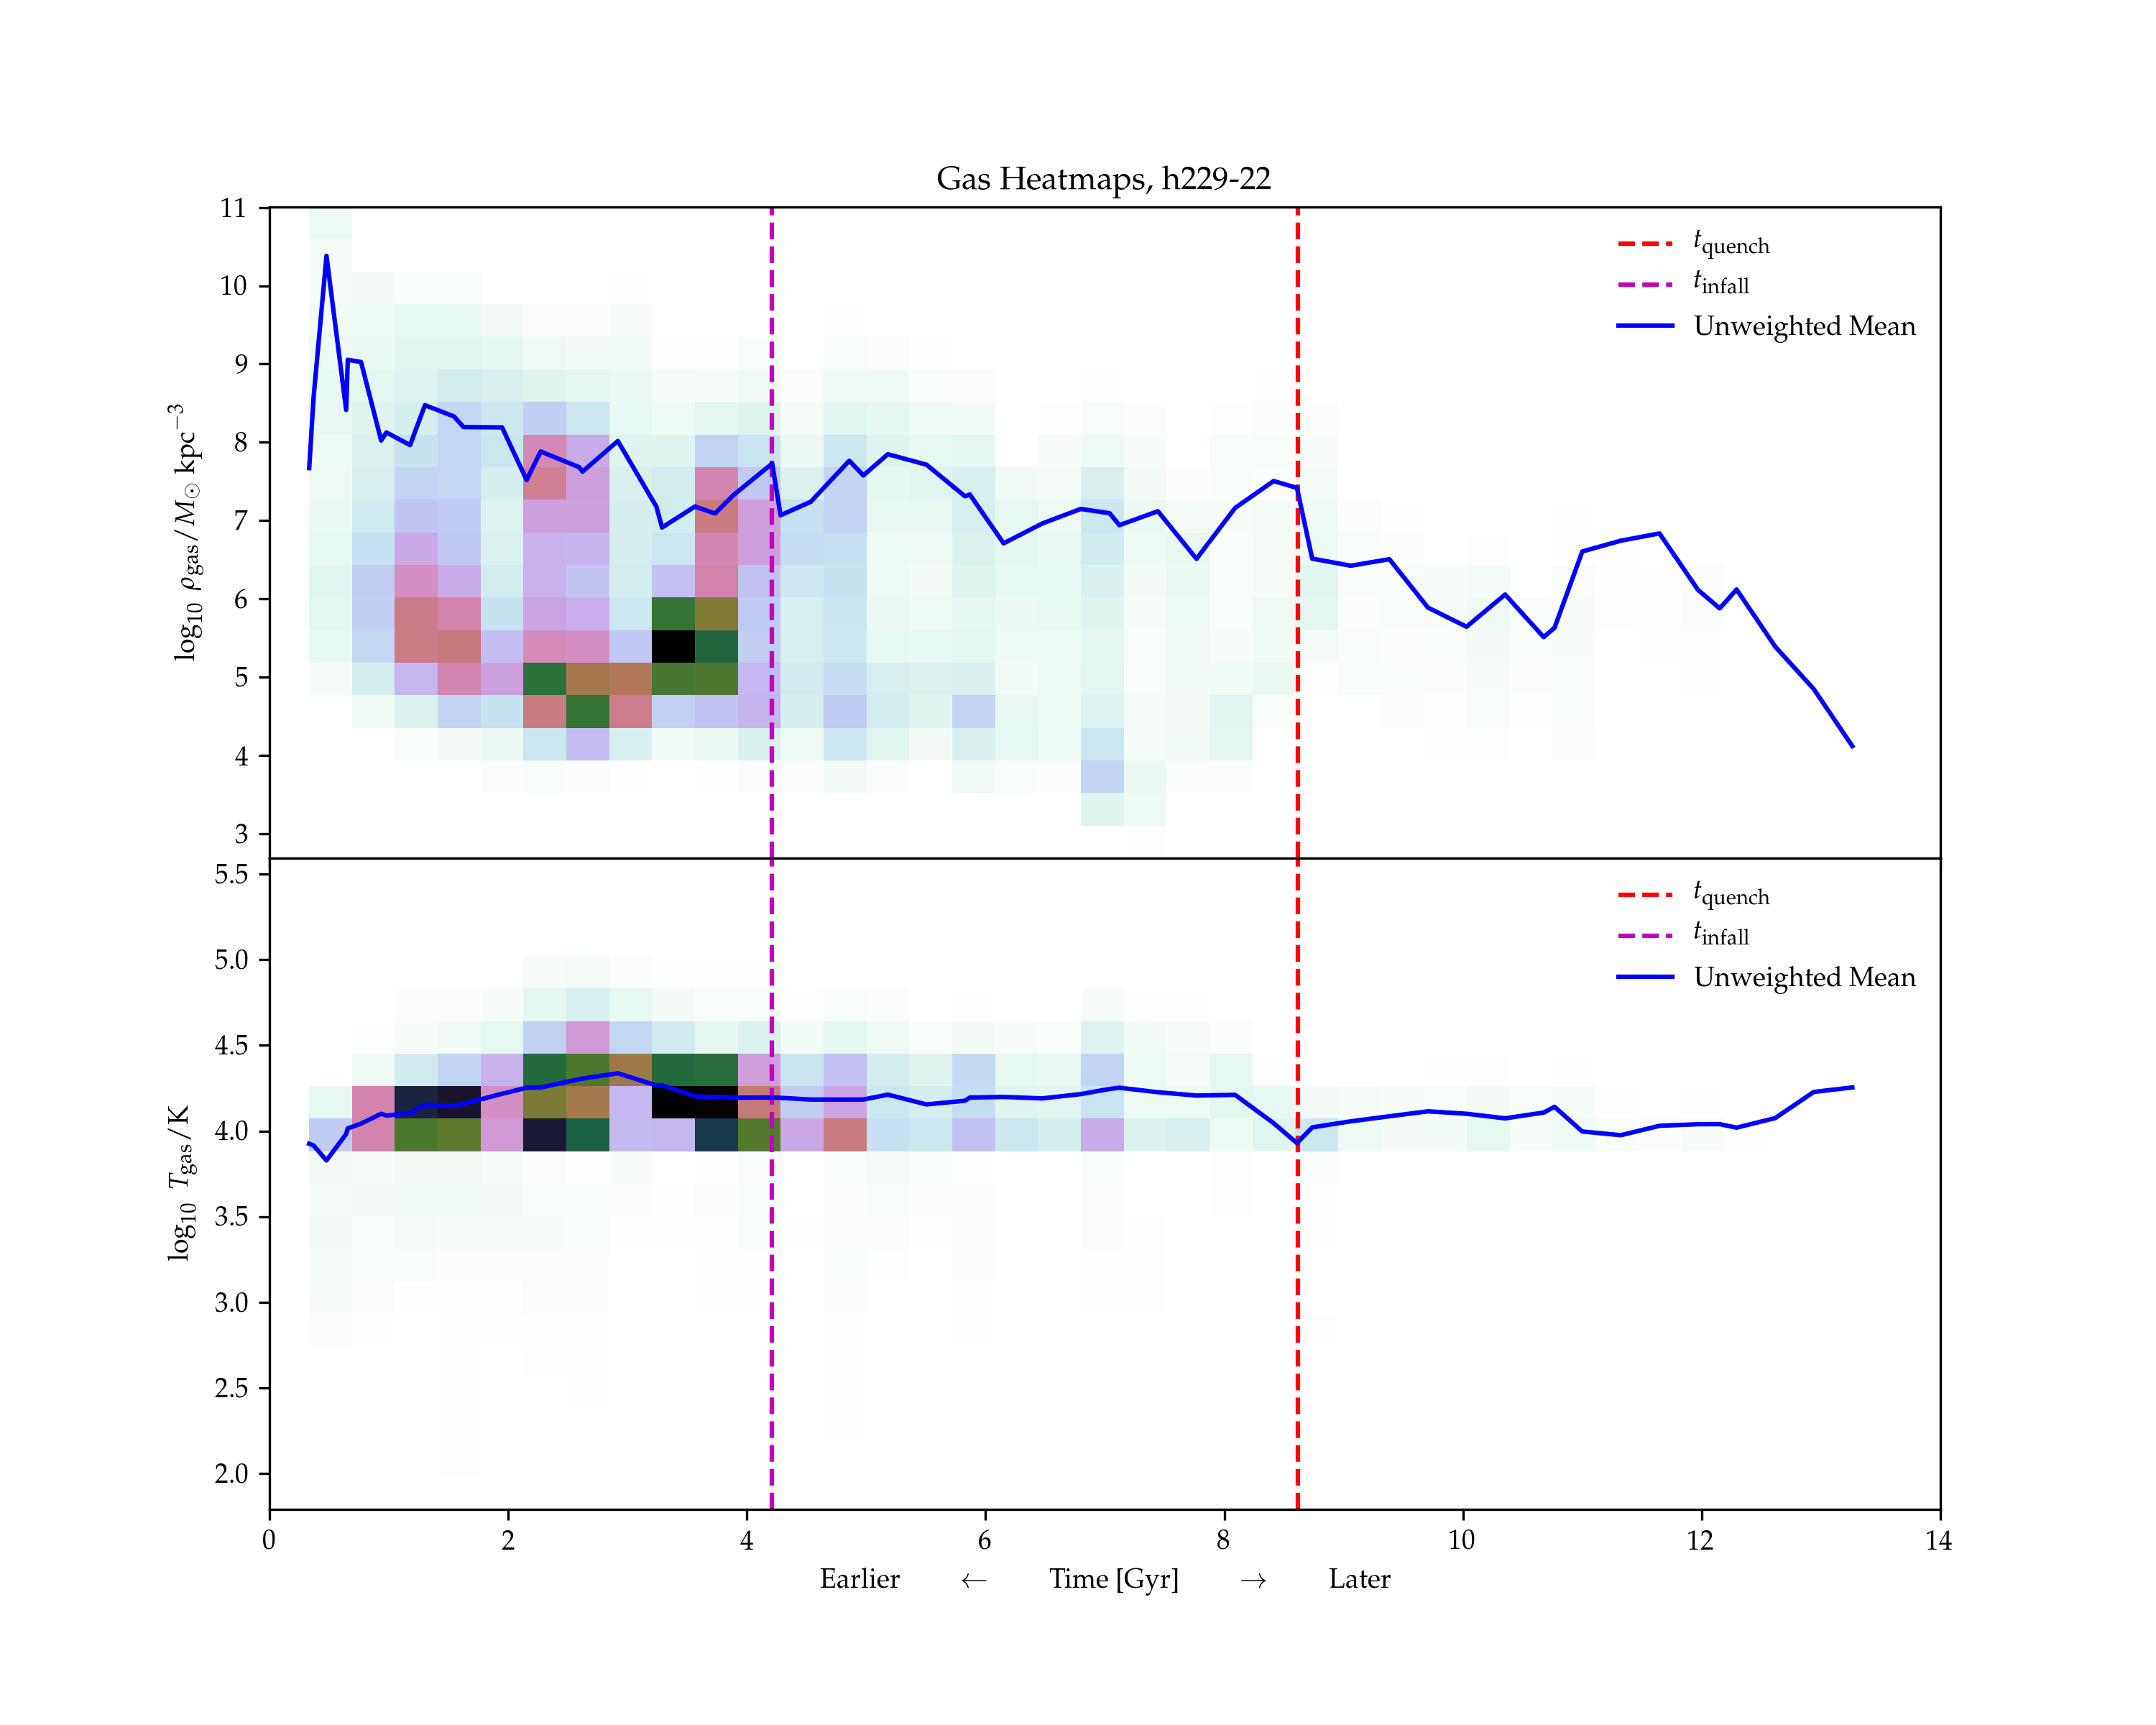 Gas Heatmaps, h229-22
11
10
9
8
7
6
5
4
3
log₁₀ ρgas/M⊙ kpc⁻³
tquench
tinfall
Unweighted Mean
5.5
5.0
4.5
4.0
3.5
3.0
2.5
2.0
log₁₀ Tgas/K
tquench
tinfall
Unweighted Mean
0 2 4 6 8 10 12 14
Earlier ← Time [Gyr] → Later